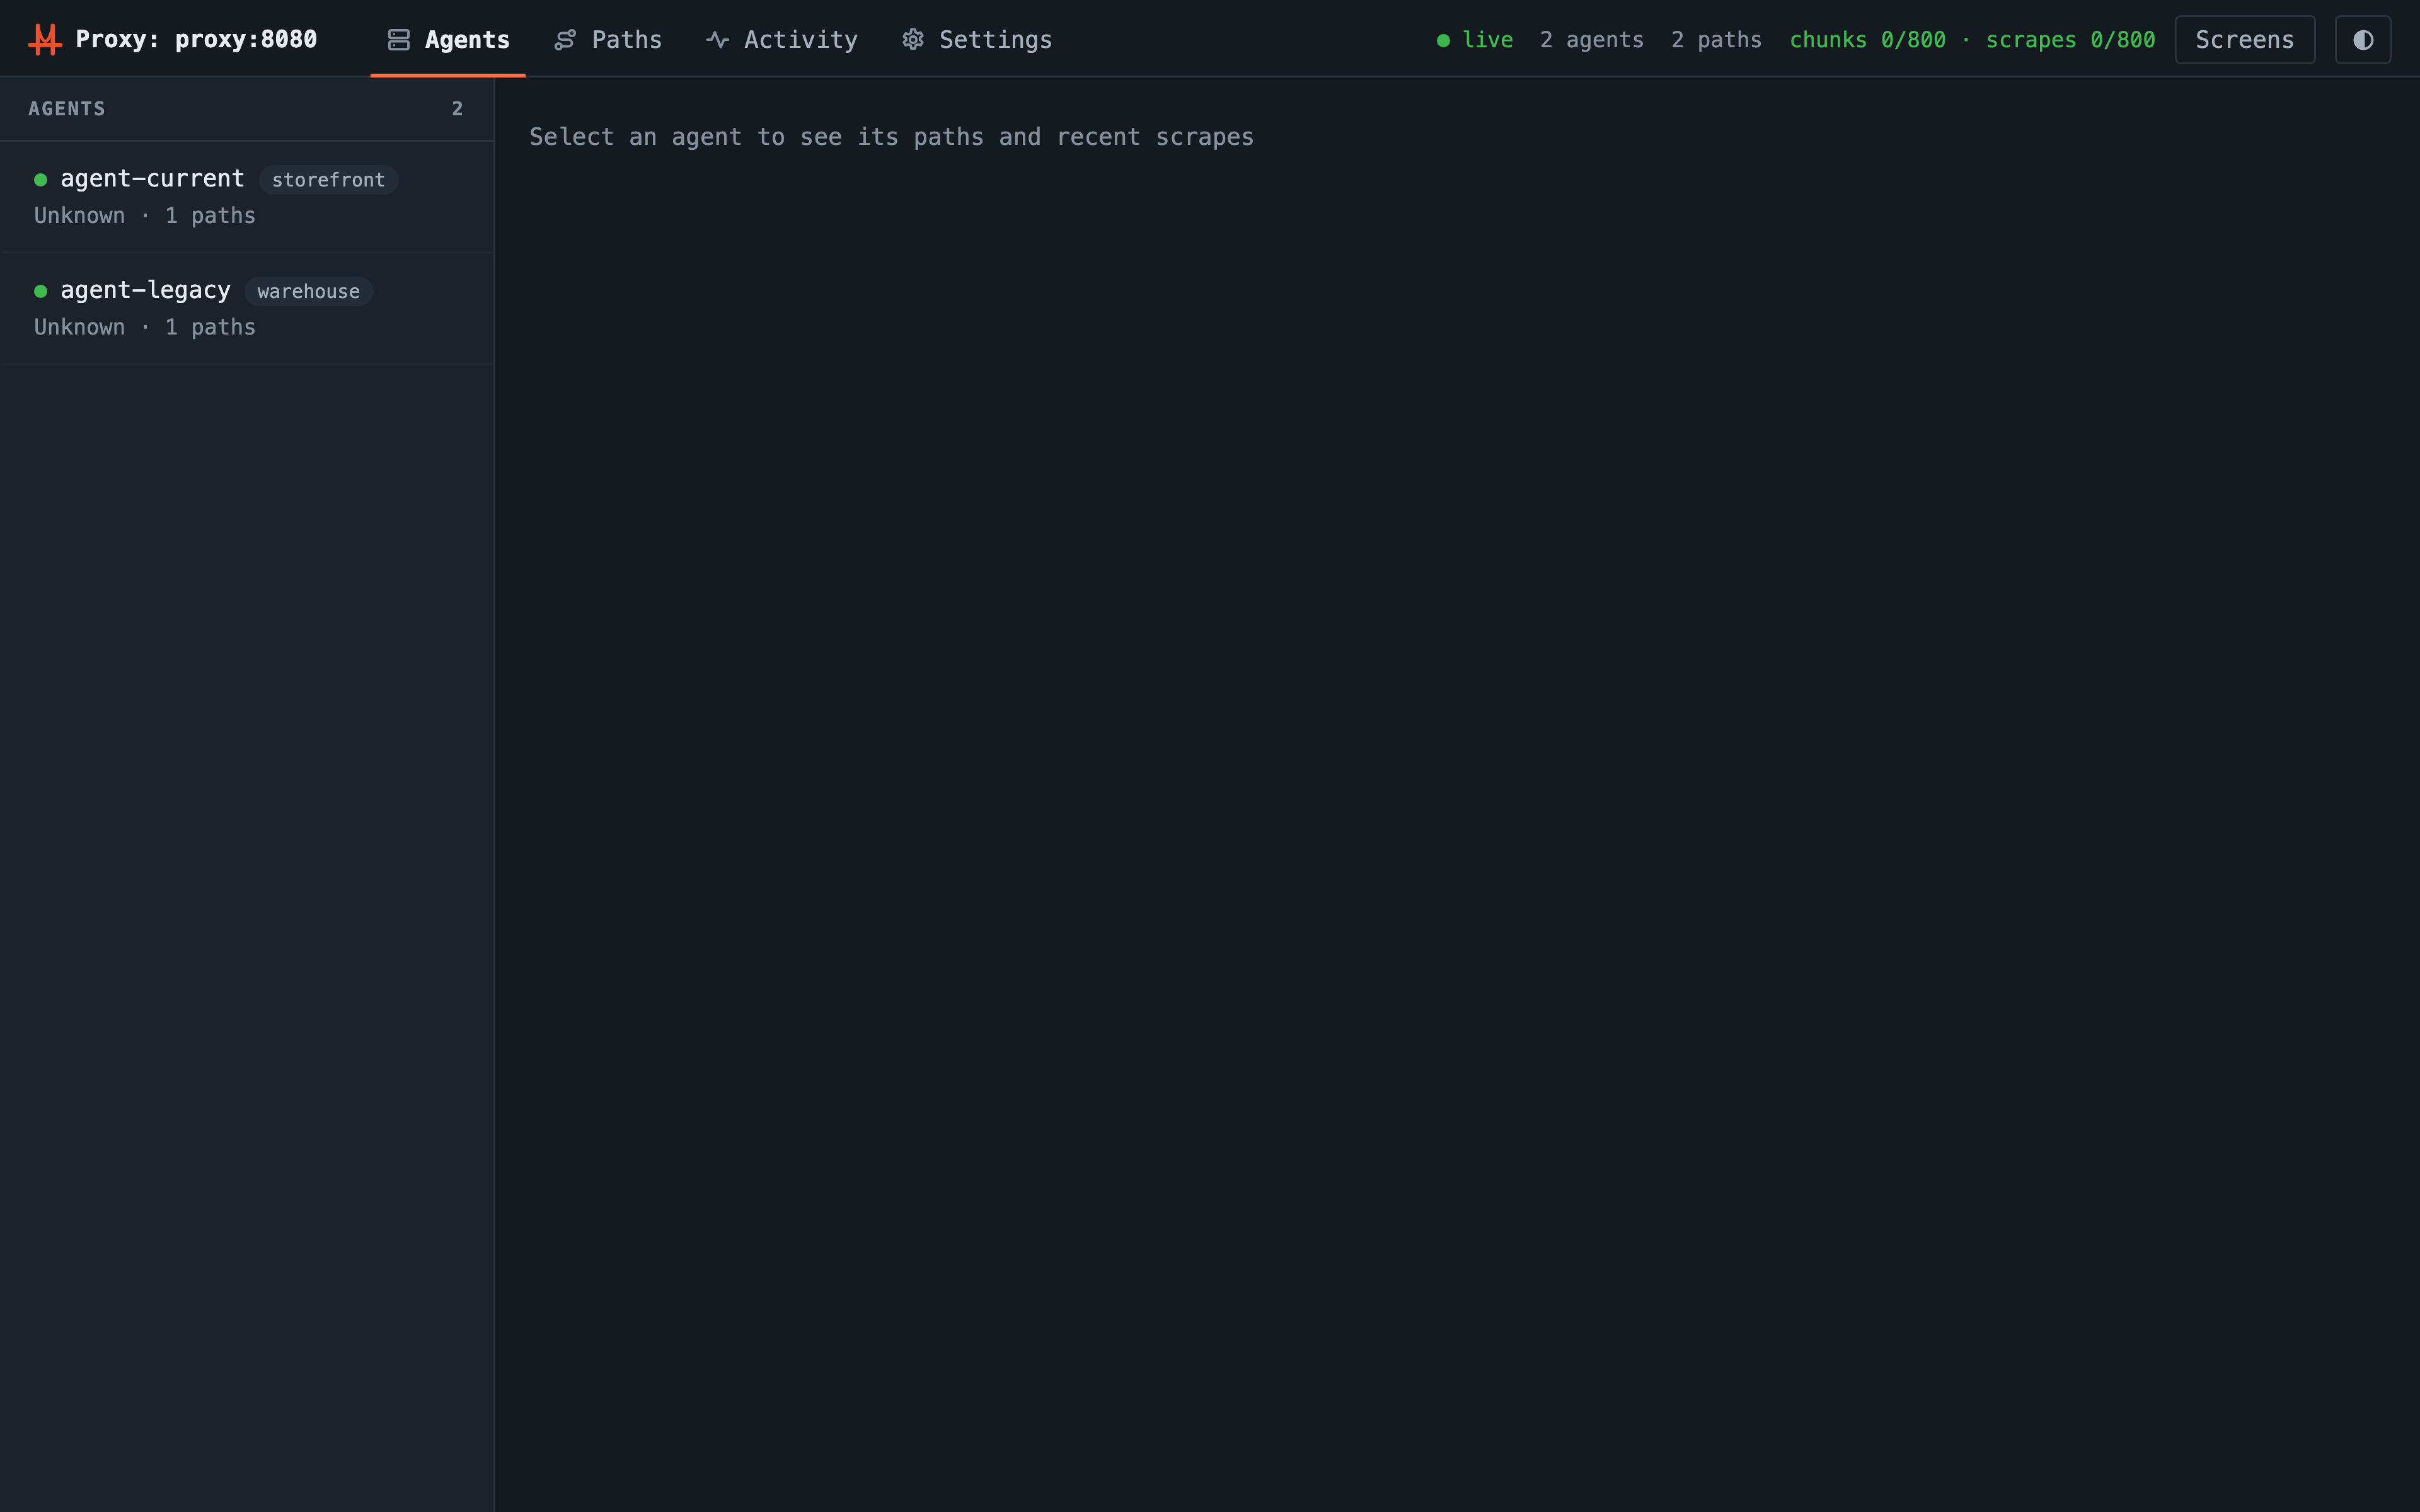 Proxy: proxy:8080
Agents
Paths
Activity
Settings
live
2 agents
2 paths
chunks 0/800 · scrapes 0/800
Screens
AGENTS
2
Select an agent to see its paths and recent scrapes
agent-current
storefront
Unknown · 1 paths
agent-legacy
warehouse
Unknown · 1 paths